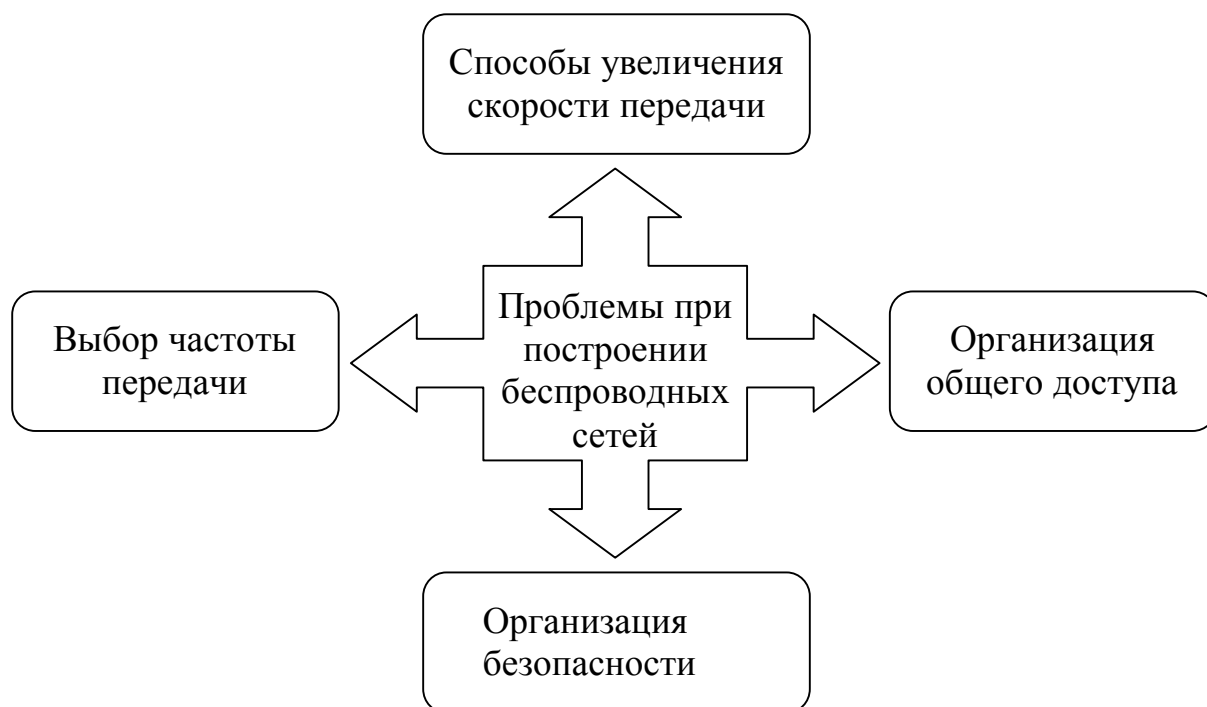 Способы увеличения
скорости передачи
Выбор частоты
передачи
Проблемы при
построении
беспроводных
сетей
Организация
общего доступа
Организация
безопасности